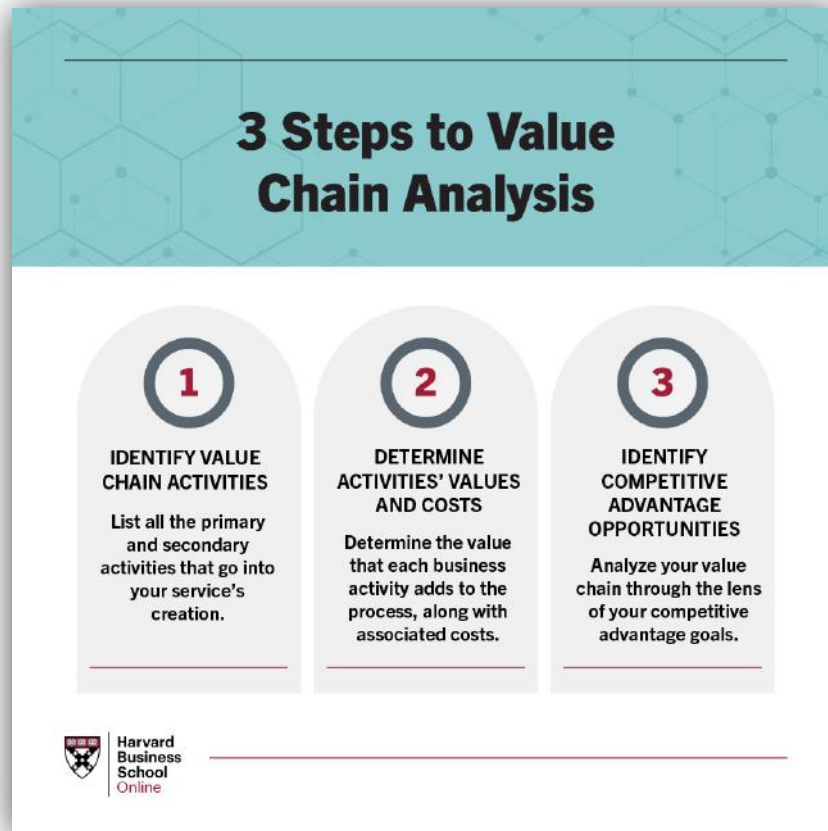 3 Steps to Value
Chain Analysis
1
IDENTIFY VALUE
CHAIN ACTIVITIES
List all the primary
and secondary
activities that go into
your service's
creation.
2
DETERMINE
ACTIVITIES' VALUES
AND COSTS
Determine the value
that each business
activity adds to the
process, along with
associated costs.
3
IDENTIFY
COMPETITIVE
ADVANTAGE
OPPORTUNITIES
Analyze your value
chain through the lens
of your competitive
advantage goals.
Harvard
Business
School
Online